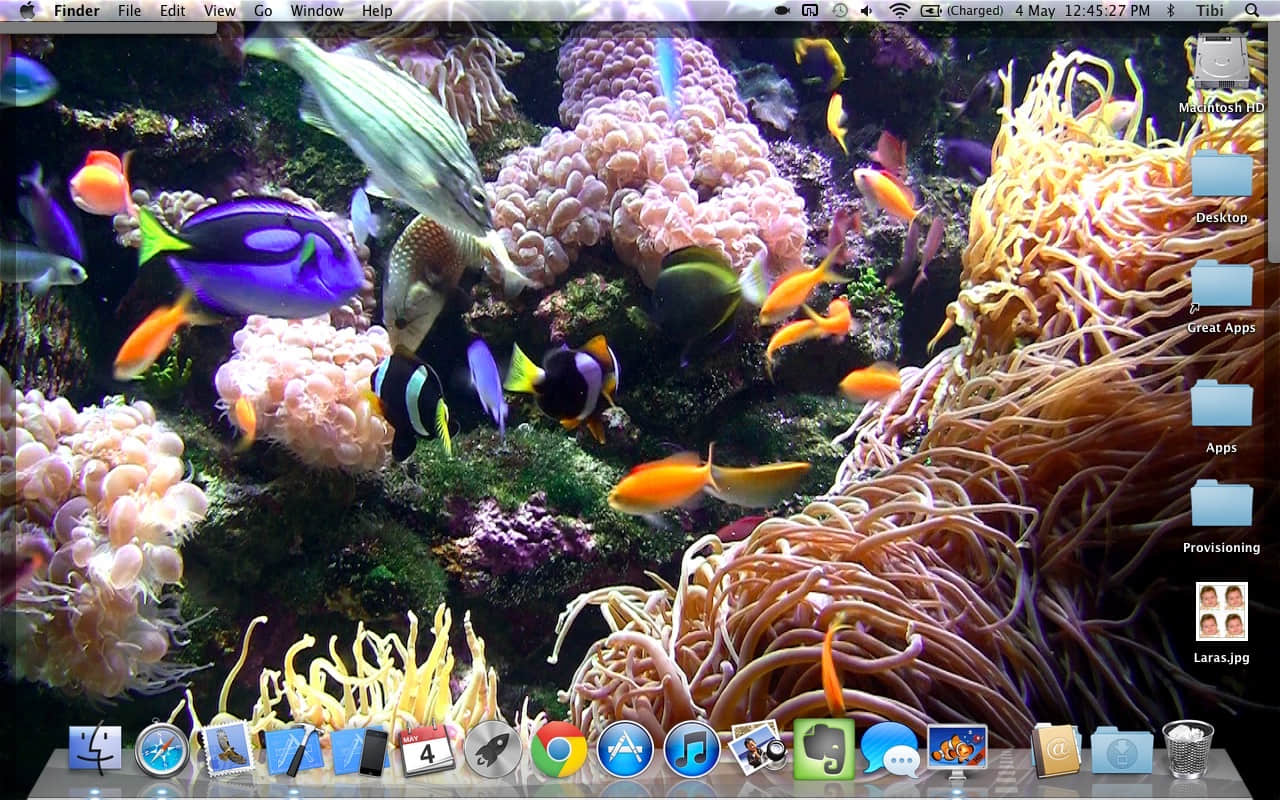 Finder File Edit View Go Window Help (Charged) 4 May 12:45:27 PM Tibi
Macintosh HD
Desktop
Great Apps
Apps
Provisioning
Laras.jpg
MAY
4
@